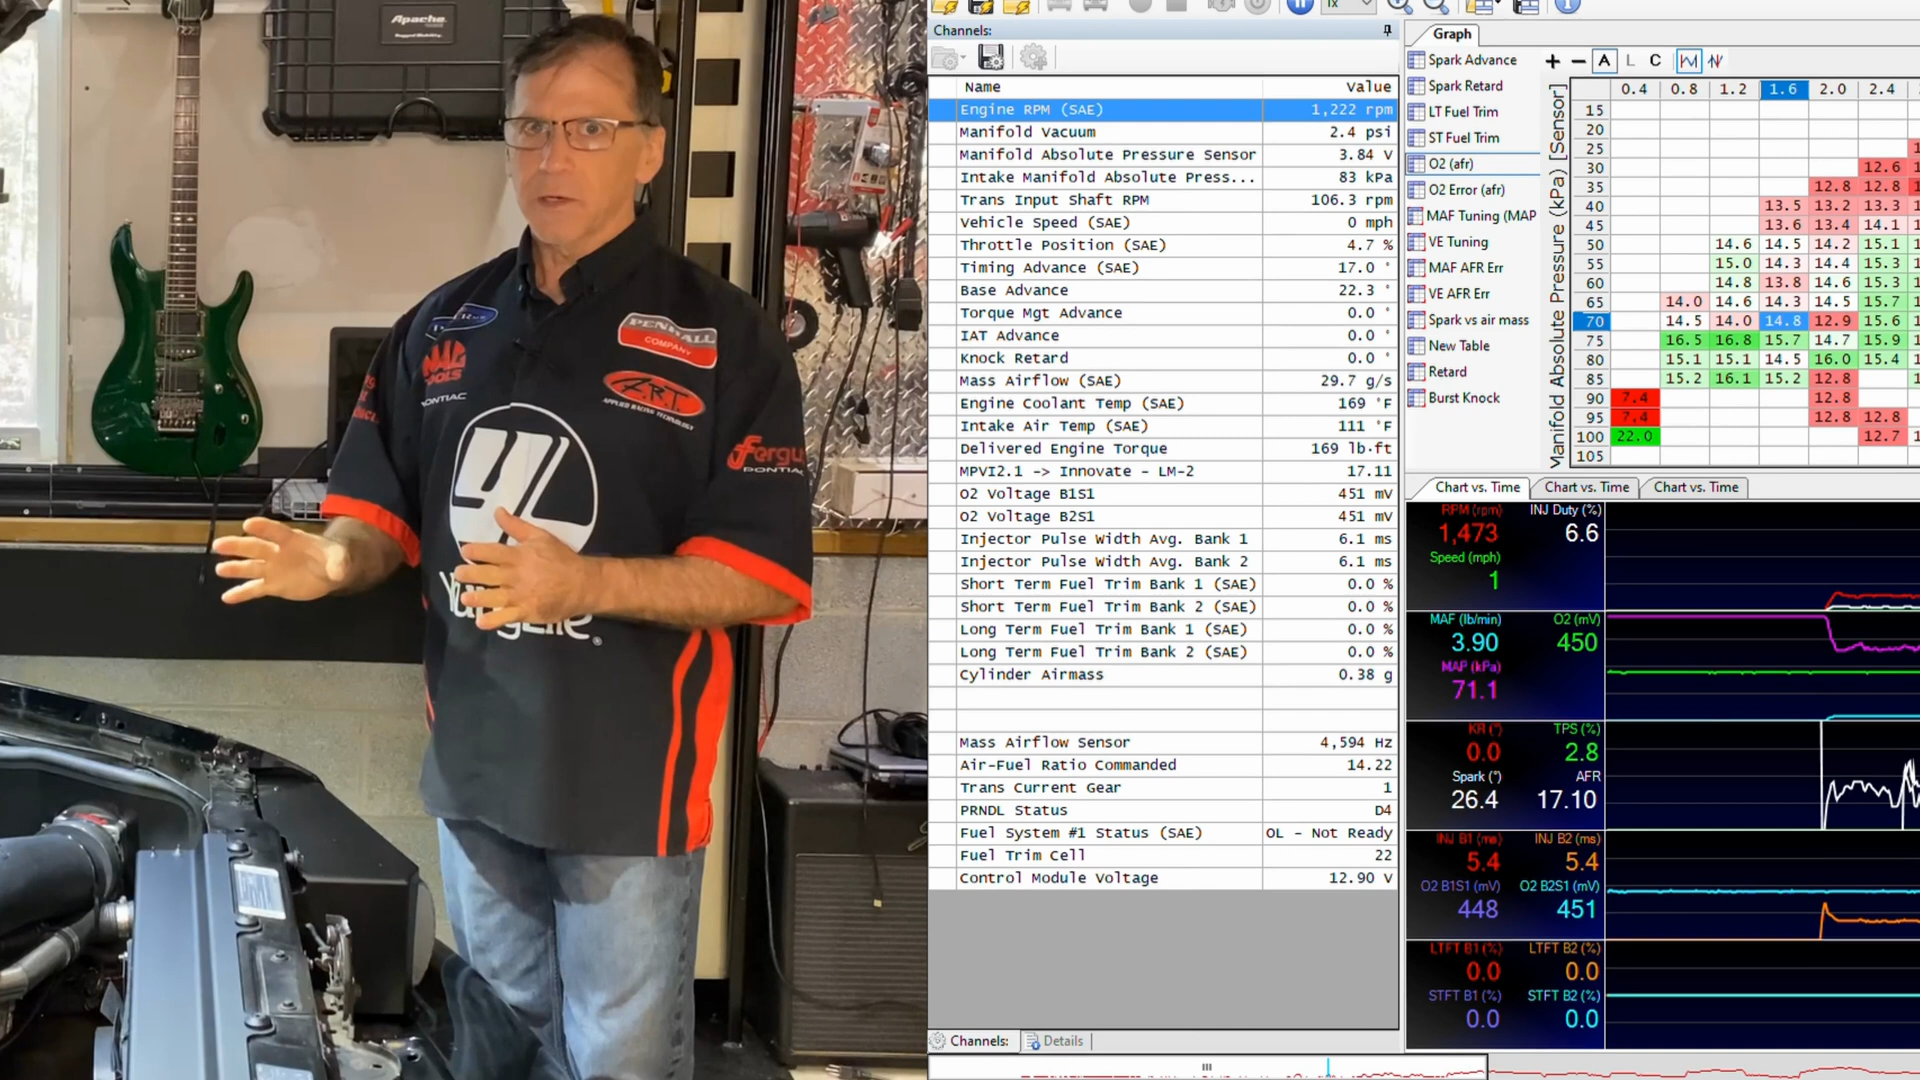 Apache
PENDALL
COMPANY
MAC
TOOLS
PONTIAC
A.R.T.
APPLIED RACING TECHNOLOGY
PONTIAC
Channels:
Name Value
Engine RPM (SAE) 1,222 rpm
Manifold Vacuum 2.4 psi
Manifold Absolute Pressure Sensor 3.84 V
Intake Manifold Absolute Press... 83 kPa
Trans Input Shaft RPM 106.3 rpm
Vehicle Speed (SAE) 0 mph
Throttle Position (SAE) 4.7 %
Timing Advance (SAE) 17.0 °
Base Advance 22.3 °
Torque Mgt Advance 0.0 °
IAT Advance 0.0 °
Knock Retard 0.0 °
Mass Airflow (SAE) 29.7 g/s
Engine Coolant Temp (SAE) 169 °F
Intake Air Temp (SAE) 111 °F
Delivered Engine Torque 169 lb·ft
MPVI2.1 -> Innovate - LM-2 17.11
O2 Voltage B1S1 451 mV
O2 Voltage B2S1 451 mV
Injector Pulse Width Avg. Bank 1 6.1 ms
Injector Pulse Width Avg. Bank 2 6.1 ms
Short Term Fuel Trim Bank 1 (SAE) 0.0 %
Short Term Fuel Trim Bank 2 (SAE) 0.0 %
Long Term Fuel Trim Bank 1 (SAE) 0.0 %
Long Term Fuel Trim Bank 2 (SAE) 0.0 %
Cylinder Airmass 0.38 g
Mass Airflow Sensor 4,594 Hz
Air-Fuel Ratio Commanded 14.22
Trans Current Gear 1
PRNDL Status D4
Fuel System #1 Status (SAE) OL - Not Ready
Fuel Trim Cell 22
Control Module Voltage 12.90 V
Channels: Details
Graph
Spark Advance
Spark Retard
LT Fuel Trim
ST Fuel Trim
O2 (afr)
O2 Error (afr)
MAF Tuning (MAP
VE Tuning
MAF AFR Err
VE AFR Err
Spark vs air mass
New Table
Retard
Burst Knock
+ − A L C
Manifold Absolute Pressure (kPa) [Sensor]
0.4 0.8 1.2 1.6 2.0 2.4
15
20
25
30 12.6
35 12.8 12.8
40 13.5 13.2 13.3
45 13.6 13.4 14.1
50 14.6 14.5 14.2 15.1
55 15.0 14.3 14.4 15.3
60 14.8 13.8 14.6 15.3
65 14.0 14.6 14.3 14.5 15.7
70 14.5 14.0 14.8 12.9 15.6
75 16.5 16.8 15.7 14.7 15.9
80 15.1 15.1 14.5 16.0 15.4
85 15.2 16.1 15.2 12.8
90 7.4 12.8
95 7.4 12.8 12.8
100 22.0 12.7
105
Chart vs. Time Chart vs. Time Chart vs. Time
RPM (rpm) INJ Duty (%)
1,473 6.6
Speed (mph)
1
MAF (lb/min) O2 (mV)
3.90 450
MAP (kPa)
71.1
KR (°) TPS (%)
0.0 2.8
Spark (°) AFR
26.4 17.10
INJ B1 (ms) INJ B2 (ms)
5.4 5.4
O2 B1S1 (mV) O2 B2S1 (mV)
448 451
LTFT B1 (%) LTFT B2 (%)
0.0 0.0
STFT B1 (%) STFT B2 (%)
0.0 0.0